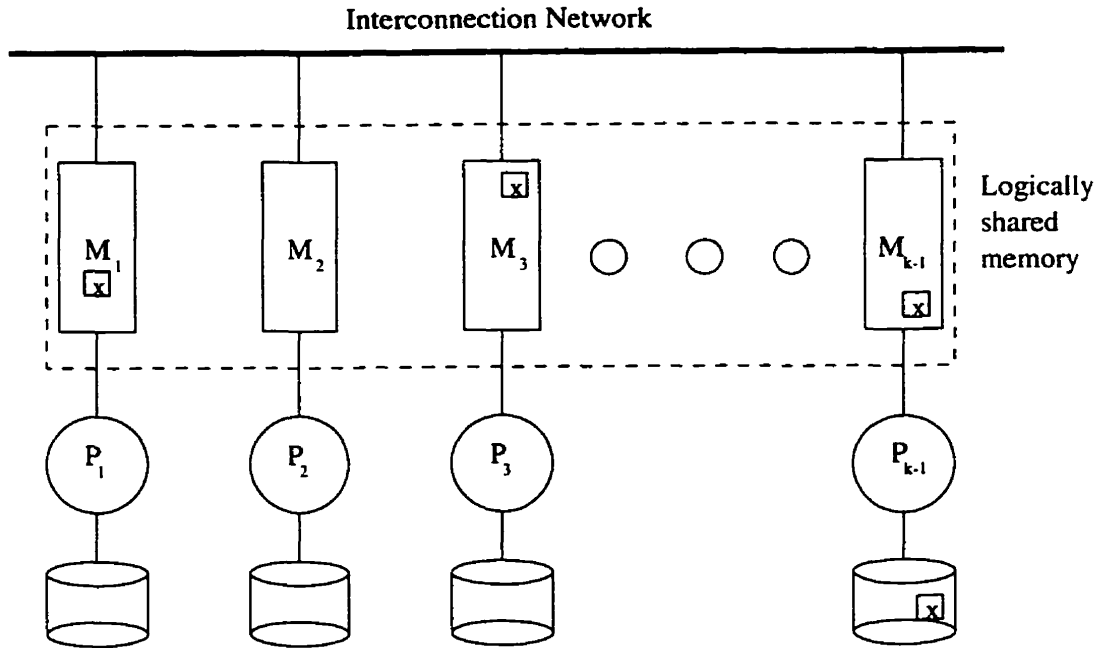 Interconnection Network
x
M1
x
M2
M3
Mk-1
x
Logically
shared
memory
P1
P2
P3
Pk-1
x